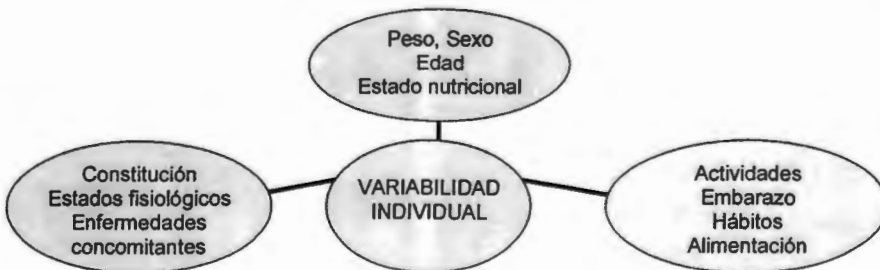 Peso, Sexo
Edad
Estado nutricional
Constitución
Estados fisiológicos
Enfermedades
concomitantes
VARIABILIDAD
INDIVIDUAL
Actividades
Embarazo
Hábitos
Alimentación